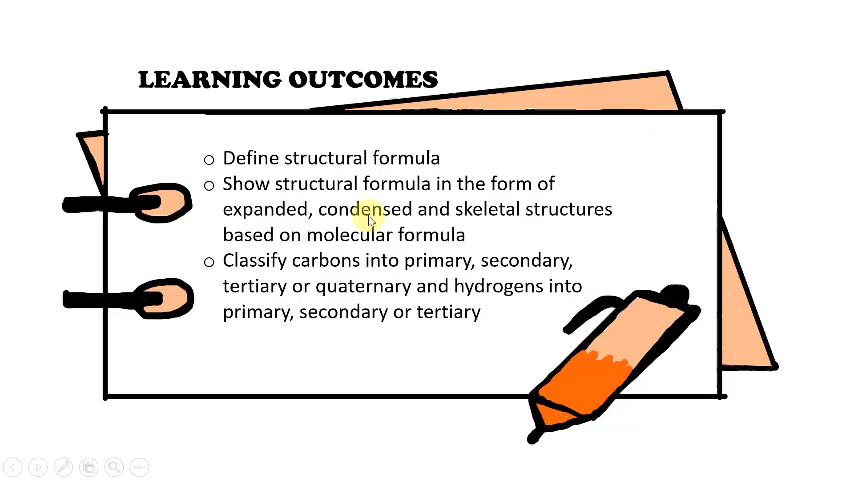 LEARNING OUTCOMES
○ Define structural formula
○ Show structural formula in the form of
expanded, condensed and skeletal structures
based on molecular formula
○ Classify carbons into primary, secondary,
tertiary or quaternary and hydrogens into
primary, secondary or tertiary